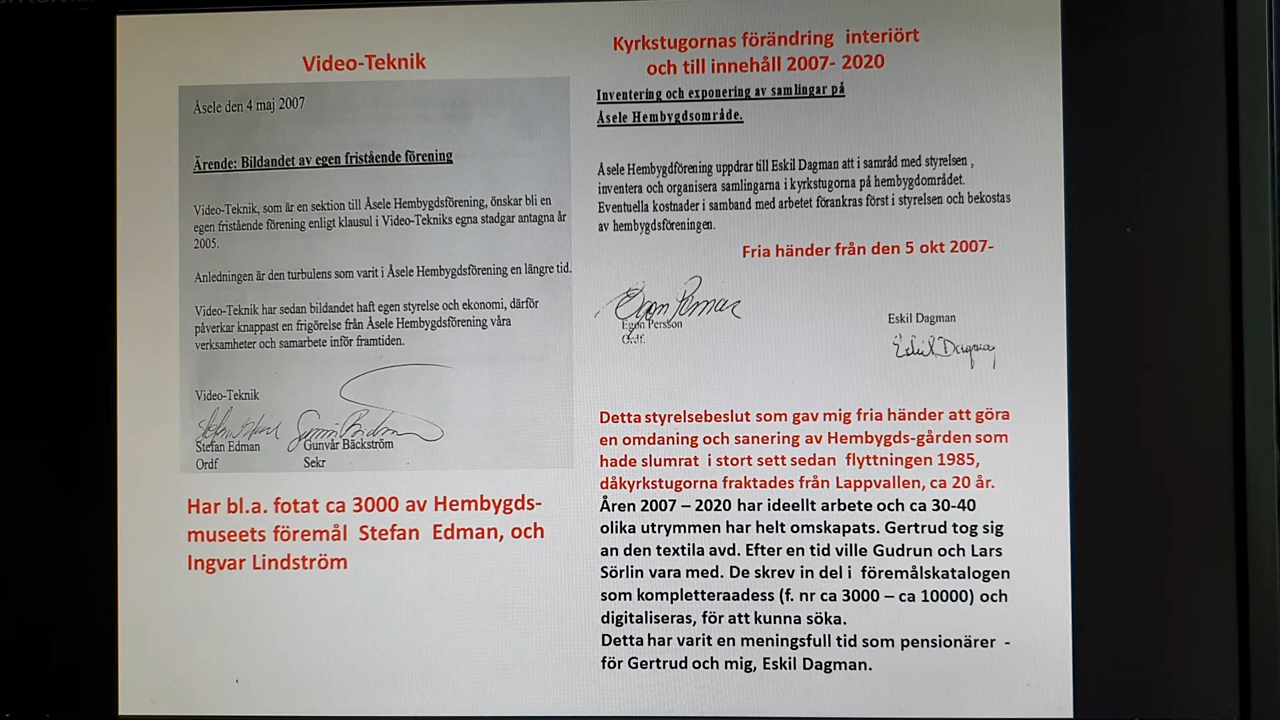 Video-Teknik
Åsele den 4 maj 2007
Ärende: Bildandet av egen fristående förening
Video-Teknik, som är en sektion till Åsele Hembygdsförening, önskar bli en
egen fristående förening enligt klausul i Video-Tekniks egna stadgar antagna år
2005.
Anledningen är den turbulens som varit i Åsele Hembygdsförening en längre tid.
Video-Teknik har sedan bildandet haft egen styrelse och ekonomi, därför
påverkar knappast en frigörelse från Åsele Hembygdsförening våra
verksamheter och samarbete inför framtiden.
Video-Teknik
Stefan Edman Gunvår Bäckström
Ordf Sekr
Har bl.a. fotat ca 3000 av Hembygds-
museets föremål Stefan Edman, och
Ingvar Lindström
Kyrkstugornas förändring interiört
och till innehåll 2007- 2020
Inventering och exponering av samlingar på
Åsele Hembygdsområde.
Åsele Hembygdförening uppdrar till Eskil Dagman att i samråd med styrelsen ,
inventera och organisera samlingarna i kyrkstugorna på hembygdområdet.
Eventuella kostnader i samband med arbetet förankras först i styrelsen och bekostas
av hembygdsföreningen.
Fria händer från den 5 okt 2007-
Egon Persson
Ordf.
Eskil Dagman
Eskil Dagman
Detta styrelsebeslut som gav mig fria händer att göra
en omdaning och sanering av Hembygds-gården som
hade slumrat i stort sett sedan flyttningen 1985,
dåkyrkstugorna fraktades från Lappvallen, ca 20 år.
Åren 2007 – 2020 har ideellt arbete och ca 30-40
olika utrymmen har helt omskapats. Gertrud tog sig
an den textila avd. Efter en tid ville Gudrun och Lars
Sörlin vara med. De skrev in del i föremålskatalogen
som kompletteraadess (f. nr ca 3000 – ca 10000) och
digitaliseras, för att kunna söka.
Detta har varit en meningsfull tid som pensionärer -
för Gertrud och mig, Eskil Dagman.